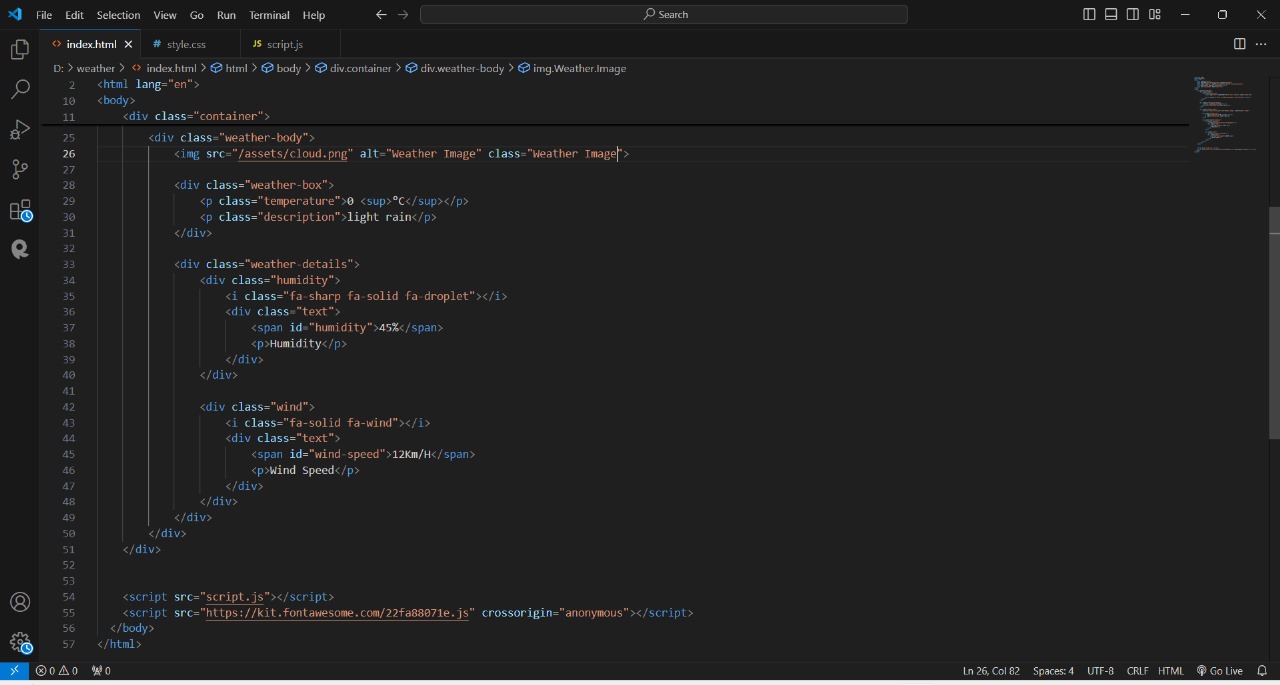 File Edit Selection View Go Run Terminal Help
Search
index.html
# style.css
JS script.js
D: > weather > index.html > html > body > div.container > div.weather-body > img.Weather.Image
2 <html lang="en">
10 <body>
11 <div class="container">
25 <div class="weather-body">
26 <img src="/assets/cloud.png" alt="Weather Image" class="Weather Image">
27
28 <div class="weather-box">
29 <p class="temperature">0 <sup>°C</sup></p>
30 <p class="description">light rain</p>
31 </div>
32
33 <div class="weather-details">
34 <div class="humidity">
35 <i class="fa-sharp fa-solid fa-droplet"></i>
36 <div class="text">
37 <span id="humidity">45%</span>
38 <p>Humidity</p>
39 </div>
40 </div>
41
42 <div class="wind">
43 <i class="fa-solid fa-wind"></i>
44 <div class="text">
45 <span id="wind-speed">12Km/H</span>
46 <p>Wind Speed</p>
47 </div>
48 </div>
49 </div>
50 </div>
51 </div>
52
53
54 <script src="script.js"></script>
55 <script src="https://kit.fontawesome.com/22fa88071e.js" crossorigin="anonymous"></script>
56 </body>
57 </html>
0 0 0 Ln 26, Col 82 Spaces: 4 UTF-8 CRLF HTML Go Live